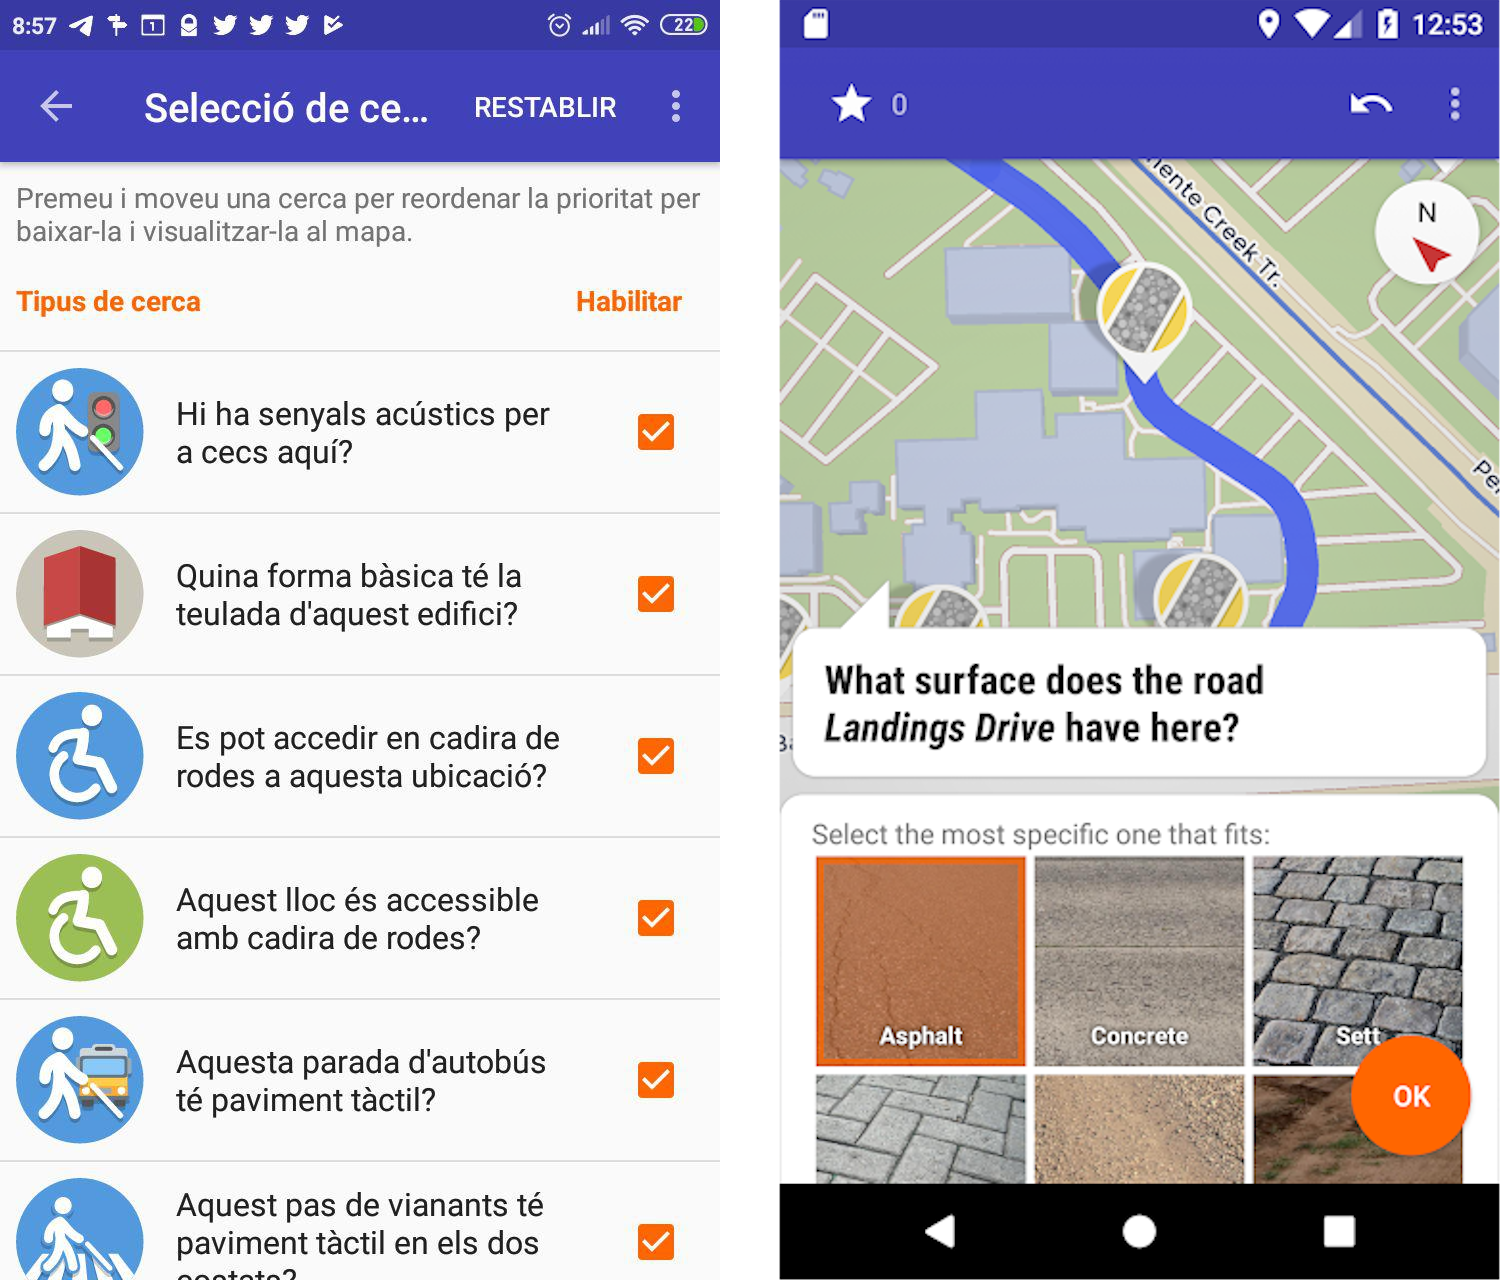 8:57
22
Selecció de ce...
RESTABLIR
Premeu i moveu una cerca per reordenar la prioritat per
baixar-la i visualitzar-la al mapa.
Tipus de cerca
Habilitar
Hi ha senyals acústics per
a cecs aquí?
Quina forma bàsica té la
teulada d'aquest edifici?
Es pot accedir en cadira de
rodes a aquesta ubicació?
Aquest lloc és accessible
amb cadira de rodes?
Aquesta parada d'autobús
té paviment tàctil?
Aquest pas de vianants té
paviment tàctil en els dos
costats?
12:53
0
nente Creek Tr.
N
Pe
What surface does the road
Landings Drive have here?
Select the most specific one that fits:
Asphalt
Concrete
Sett
OK